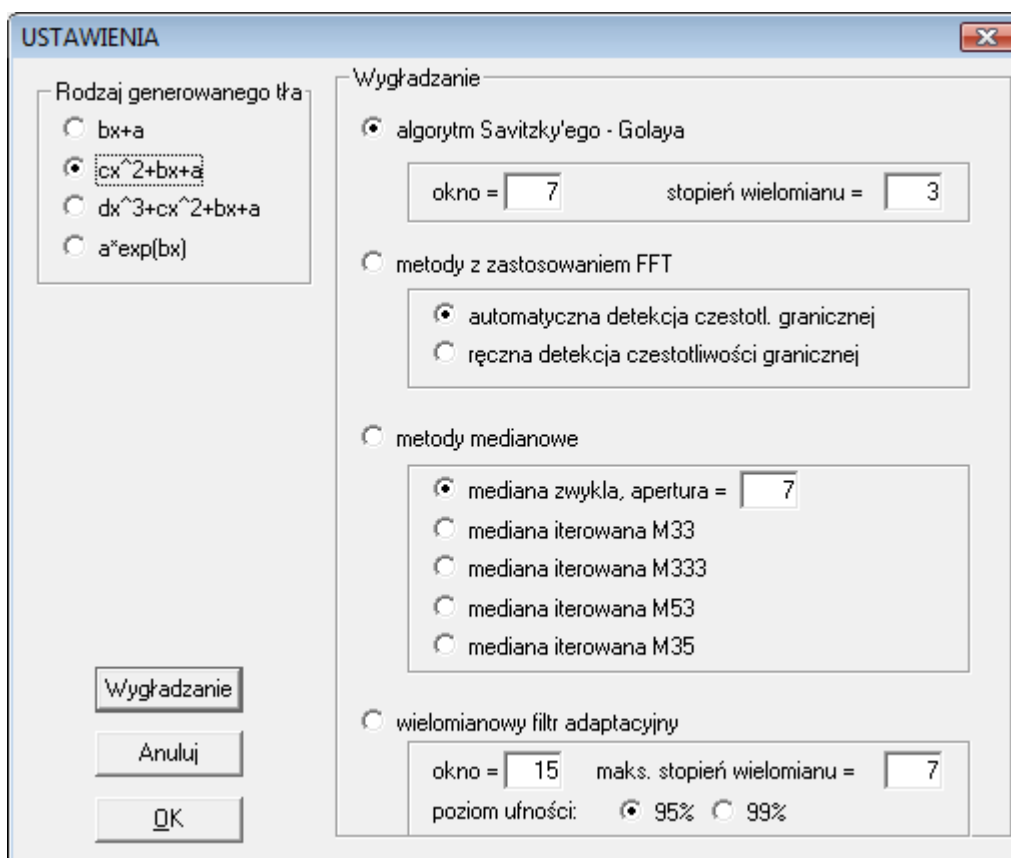 USTAWIENIA
Rodzaj generowanego tła
bx+a
cx^2+bx+a
dx^3+cx^2+bx+a
a*exp(bx)
Wygładzanie
Anuluj
OK
Wygładzanie
algorytm Savitzky'ego - Golaya
okno = 7 stopień wielomianu = 3
metody z zastosowaniem FFT
automatyczna detekcja czestotl. granicznej
ręczna detekcja czestotliwości granicznej
metody medianowe
mediana zwykla, apertura = 7
mediana iterowana M33
mediana iterowana M333
mediana iterowana M53
mediana iterowana M35
wielomianowy filtr adaptacyjny
okno = 15 maks. stopień wielomianu = 7
poziom ufności: 95% 99%